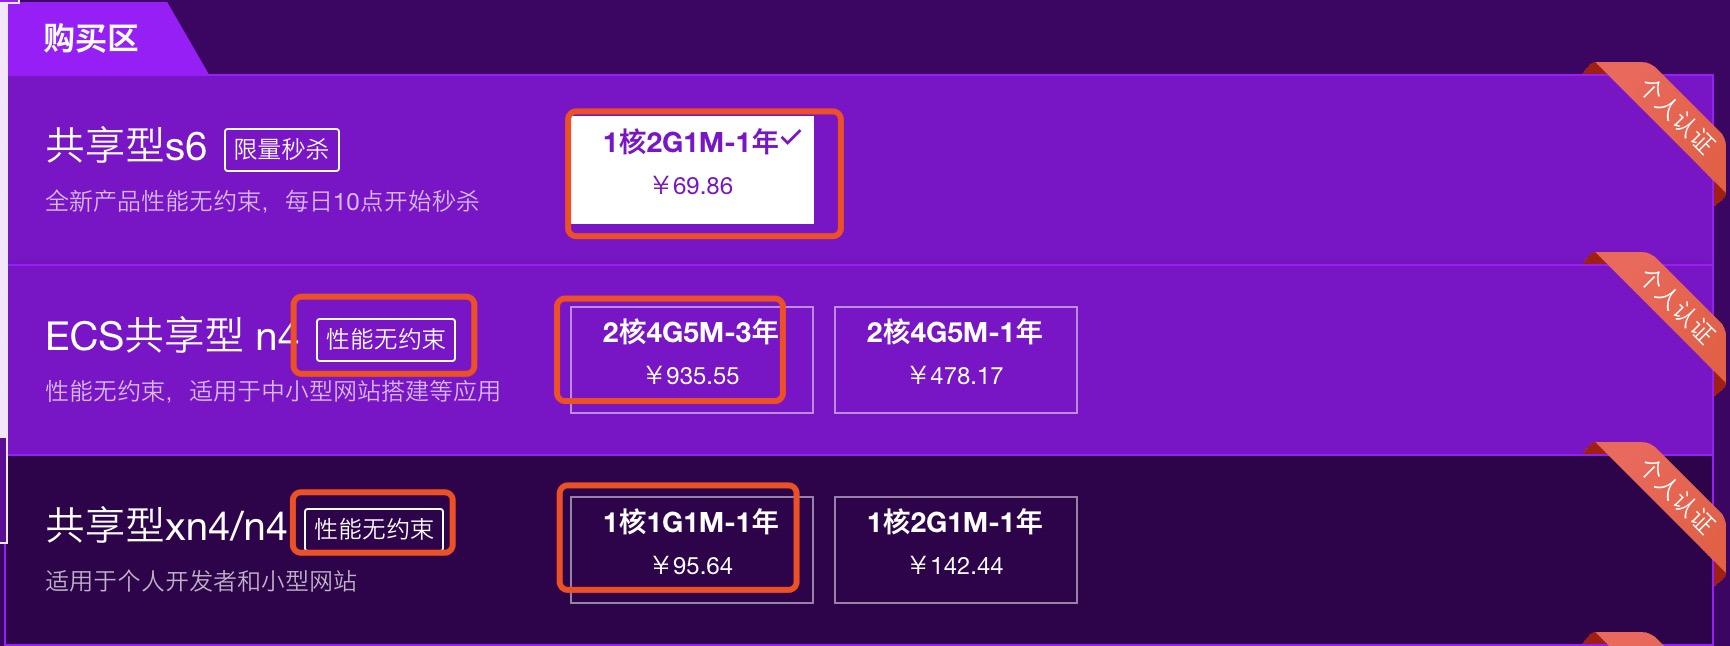 购买区
个人认证
共享型s6 限量秒杀
全新产品性能无约束，每日10点开始秒杀
1核2G1M-1年
￥69.86
个人认证
ECS共享型 n4 性能无约束
性能无约束，适用于中小型网站搭建等应用
2核4G5M-3年
￥935.55
2核4G5M-1年
￥478.17
个人认证
共享型xn4/n4 性能无约束
适用于个人开发者和小型网站
1核1G1M-1年
￥95.64
1核2G1M-1年
￥142.44